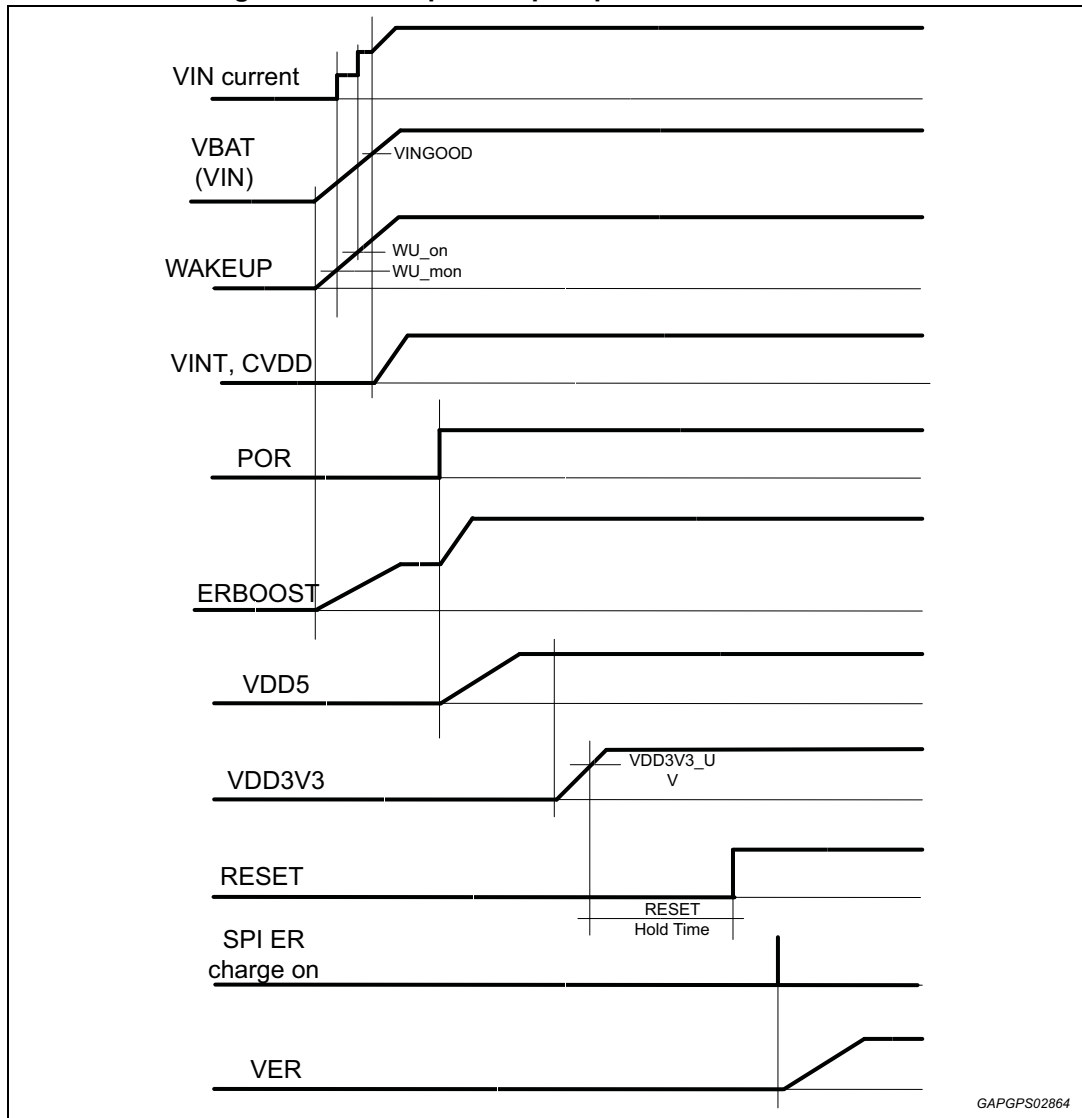 VIN current
VBAT
(VIN)
VINGOOD
WAKEUP
WU_on
WU_mon
VINT, CVDD
POR
ERBOOST
VDD5
VDD3V3
VDD3V3_U
V
RESET
RESET
Hold Time
SPI ER
charge on
VER
GAPGPS02864